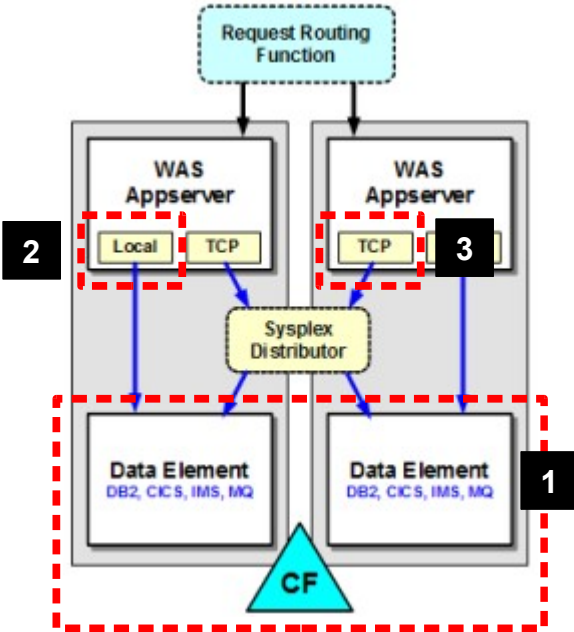 Request Routing
Function
WAS
Appserver
WAS
Appserver
2
Local
TCP
TCP
3
Sysplex
Distributor
Data Element
DB2, CICS, IMS, MQ
Data Element
DB2, CICS, IMS, MQ
1
CF